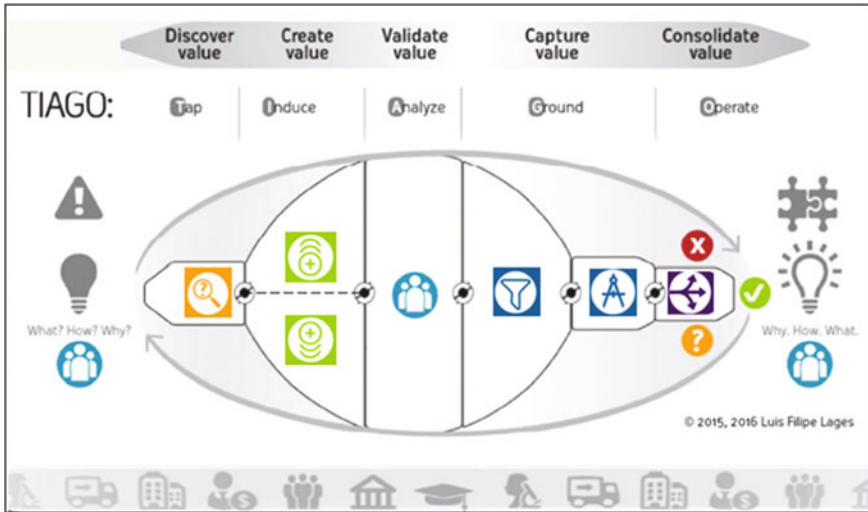 Discover value
Create value
Validate value
Capture value
Consolidate value
TIAGO:
Tap
Induce
Analyze
Ground
Operate
?
X
?
What? How? Why?
Why. How. What.
© 2015, 2016 Luis Filipe Lages
$
$